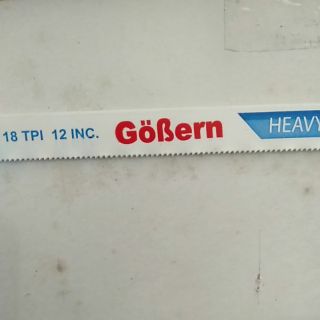 18 TPI 12 INC. Gößern HEAVY